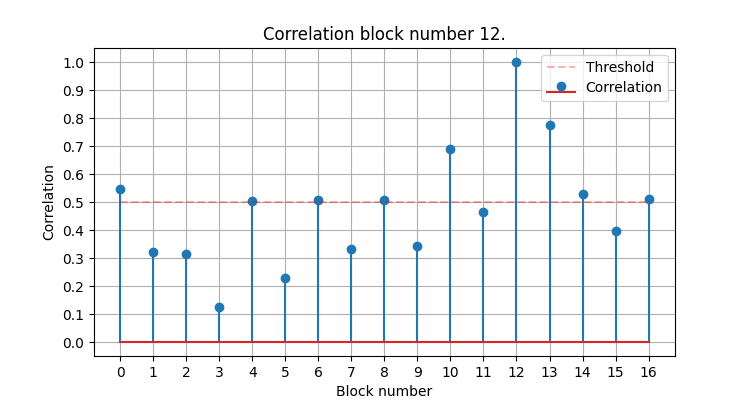 Correlation block number 12.
Correlation
1.0
0.9
0.8
0.7
0.6
0.5
0.4
0.3
0.2
0.1
0.0
Threshold
Correlation
0 1 2 3 4 5 6 7 8 9 10 11 12 13 14 15 16
Block number